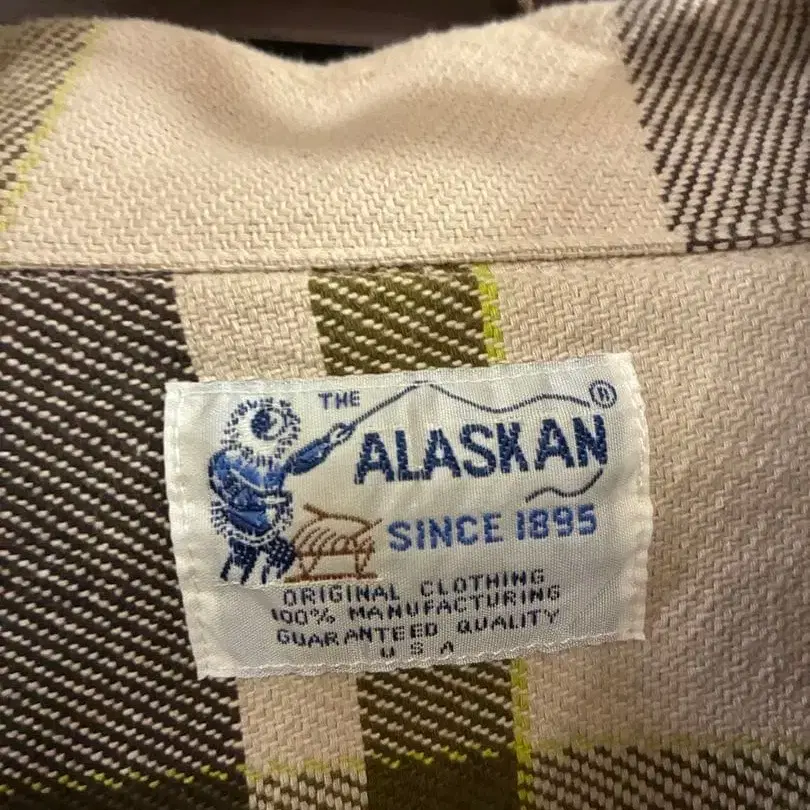 THE
®
ALASKAN
SINCE 1895
ORIGINAL CLOTHING
100% MANUFACTURING
GUARANTEED QUALITY
U S A